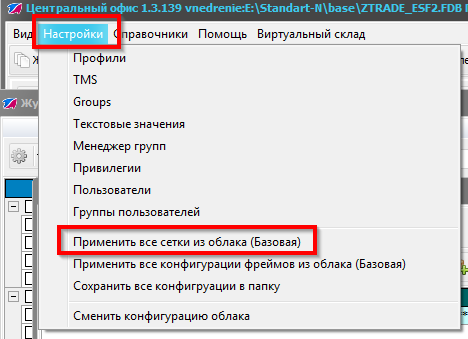 Центральный офис 1.3.139 vnedrenie:E:\Standart-N\base\ZTRADE_ESF2.FDB
Настройки Справочники Помощь Виртуальный склад
Профили
TMS
Groups
Текстовые значения
Менеджер групп
Привилегии
Пользователи
Группы пользователей
Применить все сетки из облака (Базовая)
Применить все конфигурации фреймов из облака (Базовая)
Сохранить все конфигруации в папку
Сменить конфигурацию облака